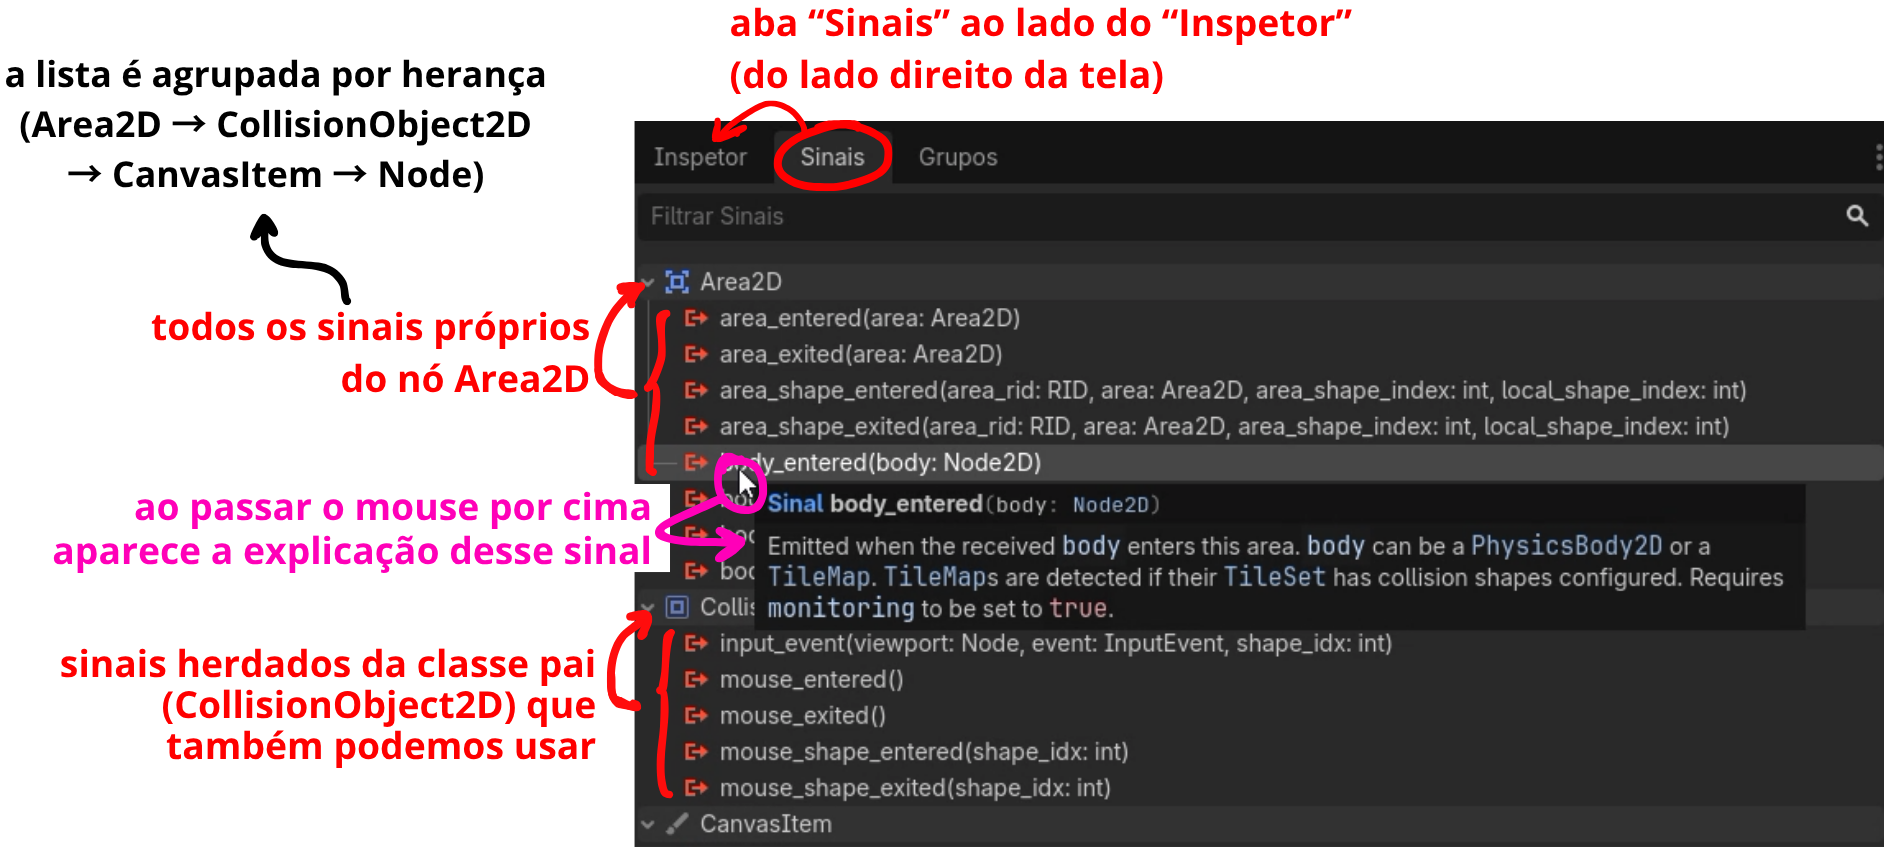 aba “Sinais” ao lado do “Inspetor”
(do lado direito da tela)
a lista é agrupada por herança
(Area2D → CollisionObject2D
→ CanvasItem → Node)
todos os sinais próprios
do nó Area2D
ao passar o mouse por cima
aparece a explicação desse sinal
sinais herdados da classe pai
(CollisionObject2D) que
também podemos usar
Inspetor Sinais Grupos
Filtrar Sinais
Area2D
area_entered(area: Area2D)
area_exited(area: Area2D)
area_shape_entered(area_rid: RID, area: Area2D, area_shape_index: int, local_shape_index: int)
area_shape_exited(area_rid: RID, area: Area2D, area_shape_index: int, local_shape_index: int)
body_entered(body: Node2D)
Sinal body_entered(body: Node2D)
Emitted when the received body enters this area. body can be a PhysicsBody2D or a
TileMap. TileMaps are detected if their TileSet has collision shapes configured. Requires
monitoring to be set to true.
input_event(viewport: Node, event: InputEvent, shape_idx: int)
mouse_entered()
mouse_exited()
mouse_shape_entered(shape_idx: int)
mouse_shape_exited(shape_idx: int)
CanvasItem